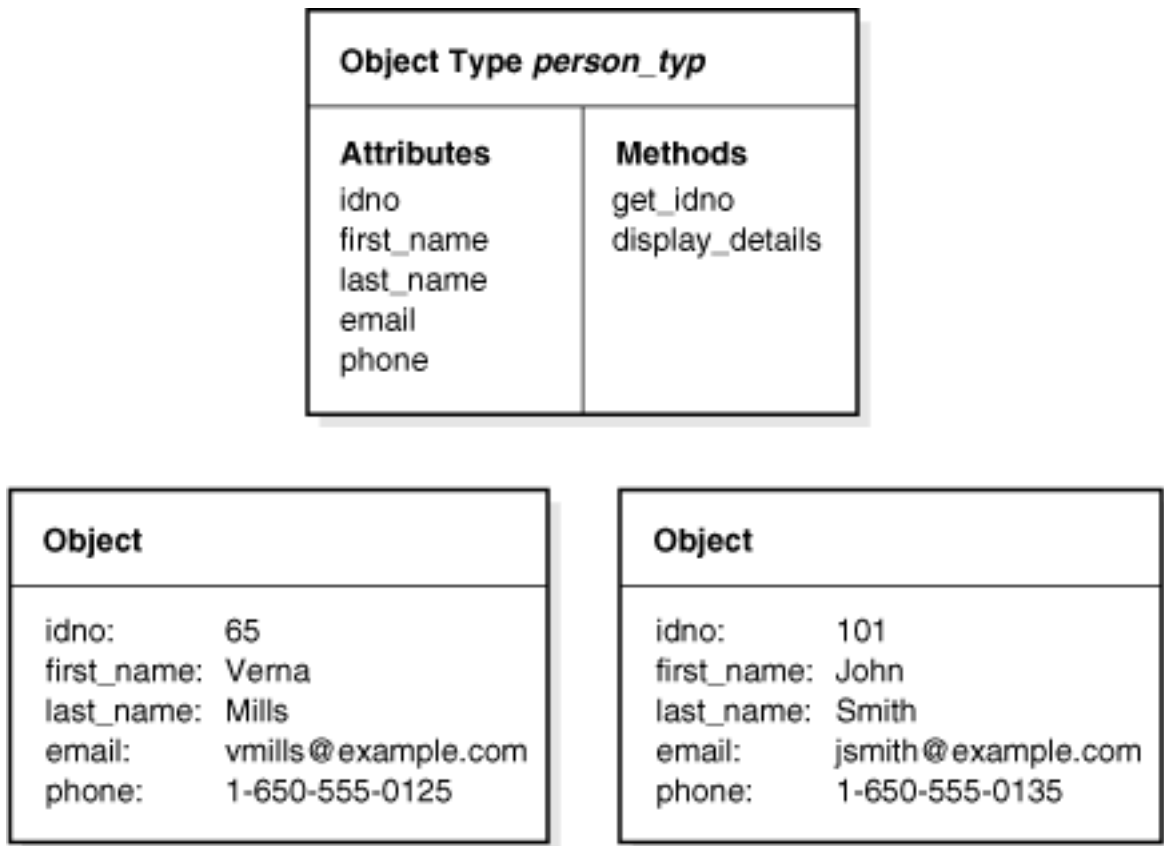 Object Type person_typ
Attributes
idno
first_name
last_name
email
phone
Methods
get_idno
display_details
Object
idno: 65
first_name: Verna
last_name: Mills
email: vmills@example.com
phone: 1-650-555-0125
Object
idno: 101
first_name: John
last_name: Smith
email: jsmith@example.com
phone: 1-650-555-0135